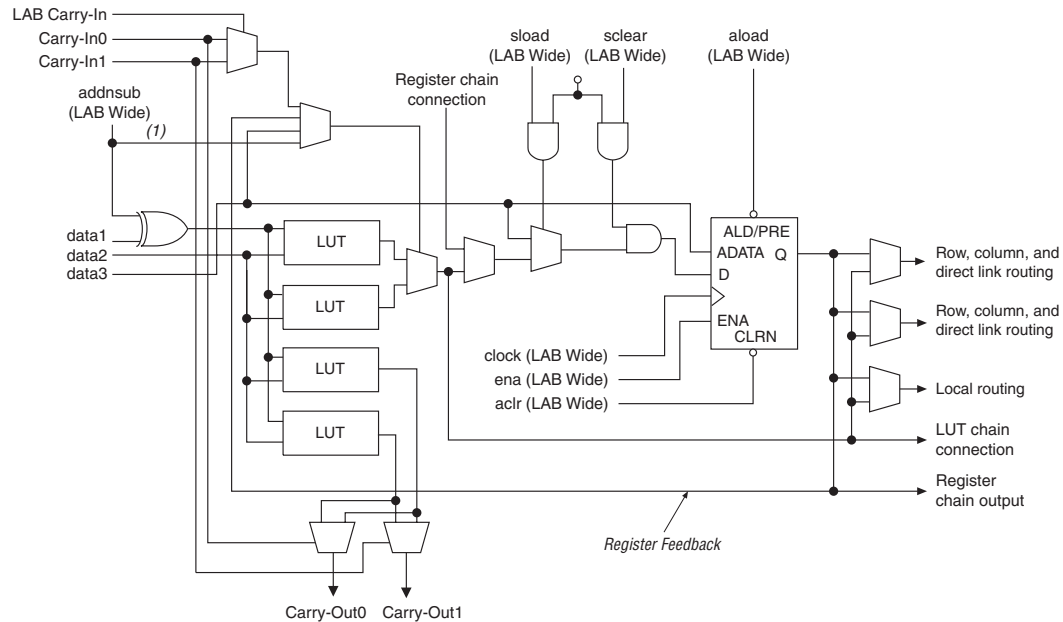 LAB Carry-In
Carry-In0
Carry-In1
addnsub
(LAB Wide)
(1)
data1
data2
data3
LUT
LUT
LUT
LUT
Register chain
connection
sload
(LAB Wide)
sclear
(LAB Wide)
aload
(LAB Wide)
ALD/PRE
ADATA
Q
D
ENA
CLRN
clock (LAB Wide)
ena (LAB Wide)
aclr (LAB Wide)
Row, column, and
direct link routing
Row, column, and
direct link routing
Local routing
LUT chain
connection
Register
chain output
Register Feedback
Carry-Out0
Carry-Out1